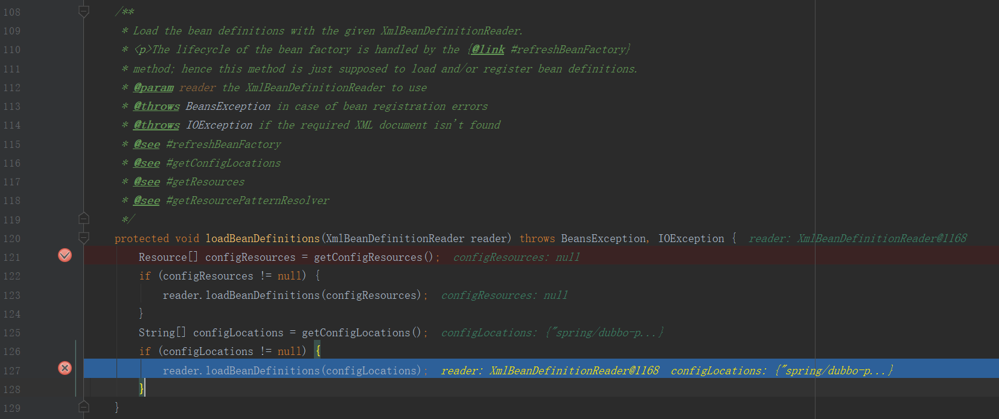 108 /**
109 * Load the bean definitions with the given XmlBeanDefinitionReader.
110 * <p>The lifecycle of the bean factory is handled by the {@link #refreshBeanFactory}
111 * method; hence this method is just supposed to load and/or register bean definitions.
112 * @param reader the XmlBeanDefinitionReader to use
113 * @throws BeansException in case of bean registration errors
114 * @throws IOException if the required XML document isn't found
115 * @see #refreshBeanFactory
116 * @see #getConfigLocations
117 * @see #getResources
118 * @see #getResourcePatternResolver
119 */
120 protected void loadBeanDefinitions(XmlBeanDefinitionReader reader) throws BeansException, IOException { reader: XmlBeanDefinitionReader@1168
121 Resource[] configResources = getConfigResources(); configResources: null
122 if (configResources != null) {
123 reader.loadBeanDefinitions(configResources); configResources: null
124 }
125 String[] configLocations = getConfigLocations(); configLocations: {"spring/dubbo-p...}
126 if (configLocations != null) {
127 reader.loadBeanDefinitions(configLocations); reader: XmlBeanDefinitionReader@1168 configLocations: {"spring/dubbo-p...}
128 }
129 }